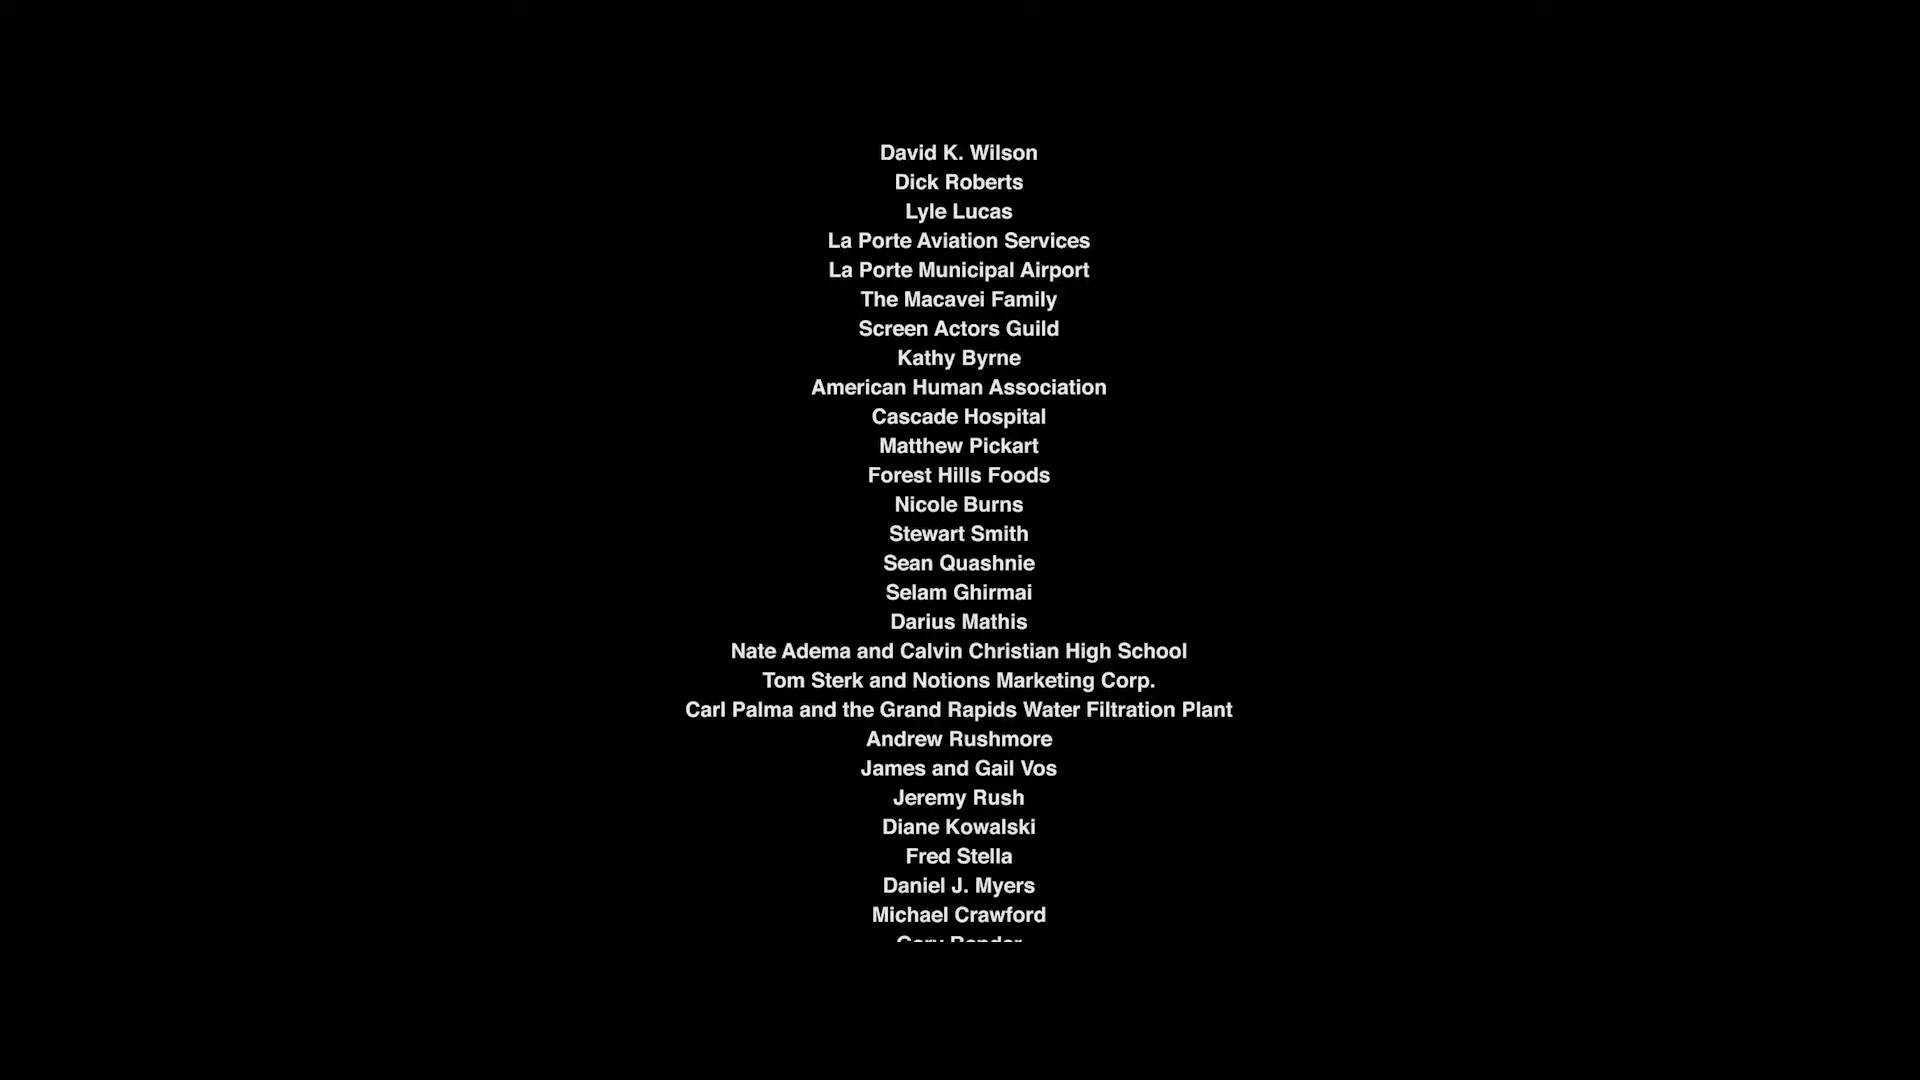 David K. Wilson
Dick Roberts
Lyle Lucas
La Porte Aviation Services
La Porte Municipal Airport
The Macavei Family
Screen Actors Guild
Kathy Byrne
American Human Association
Cascade Hospital
Matthew Pickart
Forest Hills Foods
Nicole Burns
Stewart Smith
Sean Quashnie
Selam Ghirmai
Darius Mathis
Nate Adema and Calvin Christian High School
Tom Sterk and Notions Marketing Corp.
Carl Palma and the Grand Rapids Water Filtration Plant
Andrew Rushmore
James and Gail Vos
Jeremy Rush
Diane Kowalski
Fred Stella
Daniel J. Myers
Michael Crawford